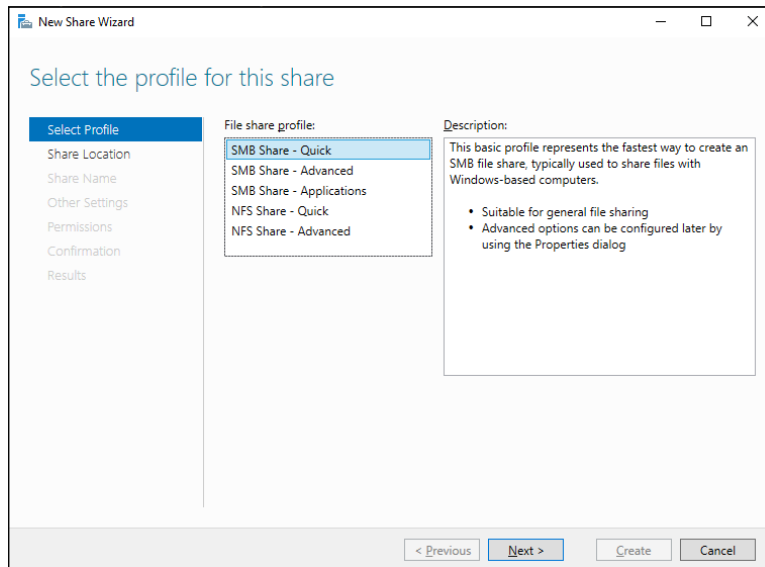 New Share Wizard
Select the profile for this share
Select Profile
Share Location
Share Name
Other Settings
Permissions
Confirmation
Results
File share profile:
SMB Share - Quick
SMB Share - Advanced
SMB Share - Applications
NFS Share - Quick
NFS Share - Advanced
Description:
This basic profile represents the fastest way to create an
SMB file share, typically used to share files with
Windows-based computers.
• Suitable for general file sharing
• Advanced options can be configured later by
using the Properties dialog
< Previous
Next >
Create
Cancel